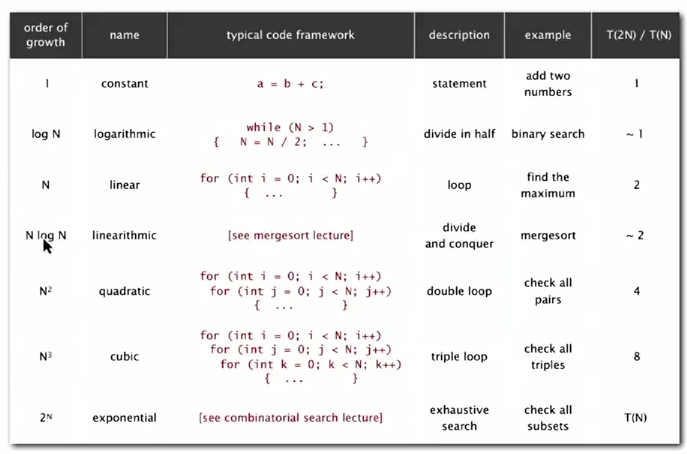 order of growth | name | typical code framework | description | example | T(2N) / T(N)
1 | constant | a = b + c; | statement | add two numbers | 1
log N | logarithmic | while (N > 1)
{ N = N / 2; ... } | divide in half | binary search | ~ 1
N | linear | for (int i = 0; i < N; i++)
{ ... } | loop | find the maximum | 2
N log N | linearithmic | [see mergesort lecture] | divide and conquer | mergesort | ~ 2
N² | quadratic | for (int i = 0; i < N; i++)
for (int j = 0; j < N; j++)
{ ... } | double loop | check all pairs | 4
N³ | cubic | for (int i = 0; i < N; i++)
for (int j = 0; j < N; j++)
for (int k = 0; k < N; k++)
{ ... } | triple loop | check all triples | 8
2ᴺ | exponential | [see combinatorial search lecture] | exhaustive search | check all subsets | T(N)